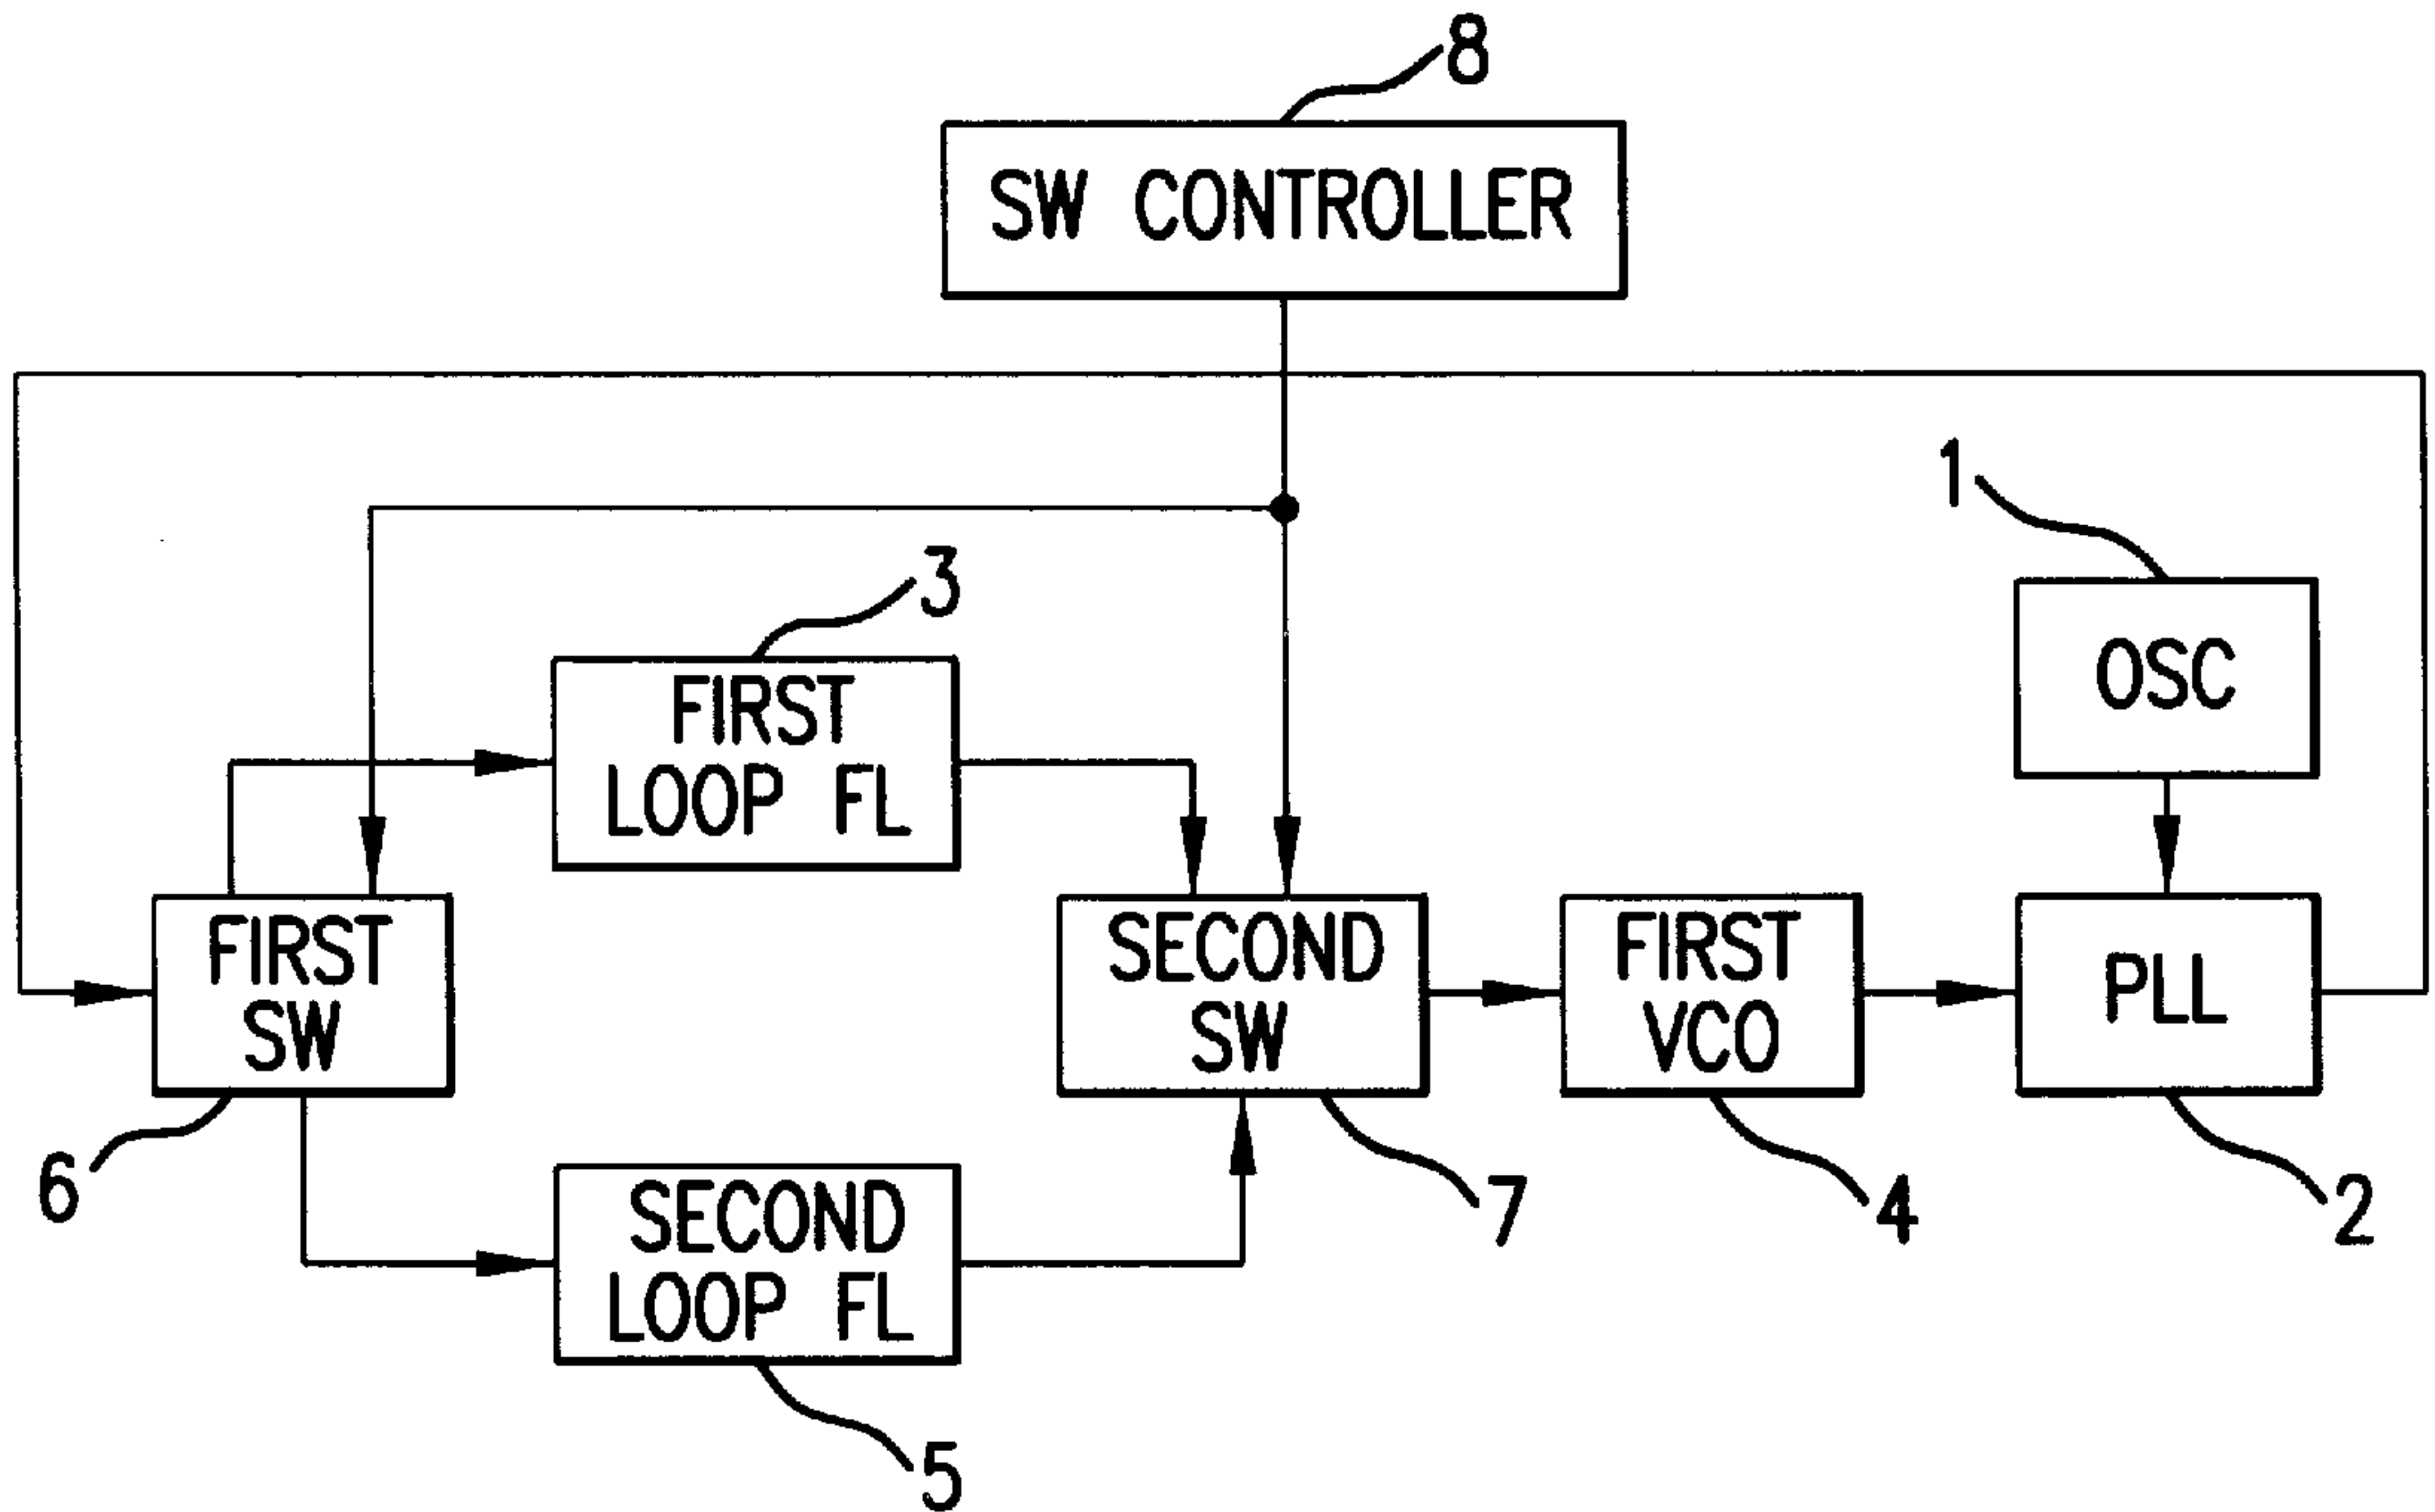 8
SW CONTROLLER
1
3
OSC
FIRST
LOOP FL
FIRST
SW
SECOND
SW
FIRST
VCO
PLL
6
SECOND
LOOP FL
7
4
2
5